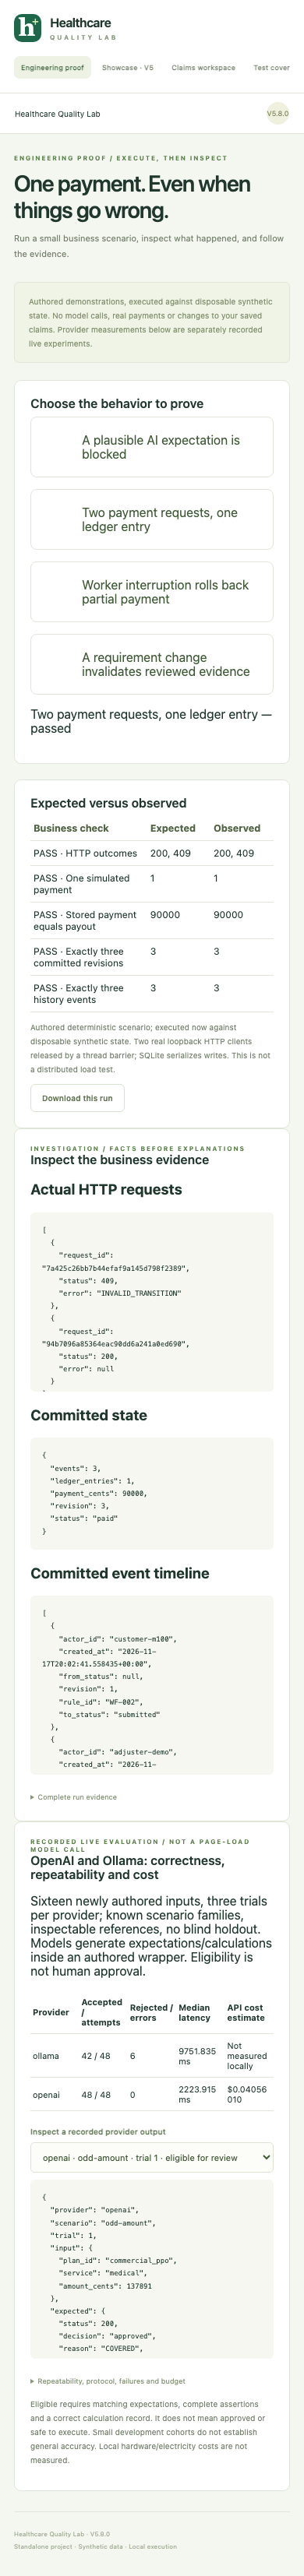 Healthcare
QUALITY LAB
Engineering proof
Showcase · V6
Claims workspace
Test cover
Healthcare Quality Lab
V5.8.0
ENGINEERING PROOF / EXECUTE, THEN INSPECT
One payment. Even when
things go wrong.
Run a small business scenario, inspect what happened, and follow
the evidence.
Authored demonstrations, executed against disposable synthetic
state. No model calls, real payments or changes to your saved
claims. Provider measurements below are separately recorded
live experiments.
Choose the behavior to prove
A plausible AI expectation is
blocked
Two payment requests, one
ledger entry
Worker interruption rolls back
partial payment
A requirement change
invalidates reviewed evidence
Two payment requests, one ledger entry —
passed
Expected versus observed
Business check Expected Observed
PASS · HTTP outcomes 200, 409 200, 409
PASS · One simulated
payment 1 1
PASS · Stored payment
equals payout 90000 90000
PASS · Exactly three
committed revisions 3 3
PASS · Exactly three
history events 3 3
Authored deterministic scenario; executed now against
disposable synthetic state. Two real loopback HTTP clients
released by a thread barrier; SQLite serializes writes. This is not
a distributed load test.
Download this run
INVESTIGATION / FACTS BEFORE EXPLANATIONS
Inspect the business evidence
Actual HTTP requests
[
{
"request_id":
"7a425c26bb7b44efaf9a145d798f2389",
"status": 409,
"error": "INVALID_TRANSITION"
},
{
"request_id":
"94b7096a85364eac90dd6a241a0ed690",
"status": 200,
"error": null
}
Committed state
{
"events": 3,
"ledger_entries": 1,
"payment_cents": 90000,
"revision": 3,
"status": "paid"
}
Committed event timeline
[
{
"actor_id": "customer-m100",
"created_at": "2026-11-
17T20:02:41.558435+00:00",
"from_status": null,
"revision": 1,
"rule_id": "WF-002",
"to_status": "submitted"
},
{
"actor_id": "adjuster-demo",
"created_at": "2026-11-
Complete run evidence
RECORDED LIVE EVALUATION / NOT A PAGE-LOAD
MODEL CALL
OpenAI and Ollama: correctness,
repeatability and cost
Sixteen newly authored inputs, three trials
per provider; known scenario families,
inspectable references, no blind holdout.
Models generate expectations/calculations
inside an authored wrapper. Eligibility is
not human approval.
Provider Accepted / attempts Rejected / errors Median latency API cost estimate
ollama 42 / 48 6 9751.835 ms Not measured locally
openai 48 / 48 0 2223.915 ms $0.04056010
Inspect a recorded provider output
openai · odd-amount · trial 1 · eligible for review
{
"provider": "openai",
"scenario": "odd-amount",
"trial": 1,
"input": {
"plan_id": "commercial_ppo",
"service": "medical",
"amount_cents": 137891
},
"expected": {
"status": 200,
"decision": "approved",
"reason": "COVERED",
Repeatability, protocol, failures and budget
Eligible requires matching expectations, complete assertions
and a correct calculation record. It does not mean approved or
safe to execute. Small development cohorts do not establish
general accuracy. Local hardware/electricity costs are not
measured.
Healthcare Quality Lab · V5.8.0
Standalone project · Synthetic data · Local execution